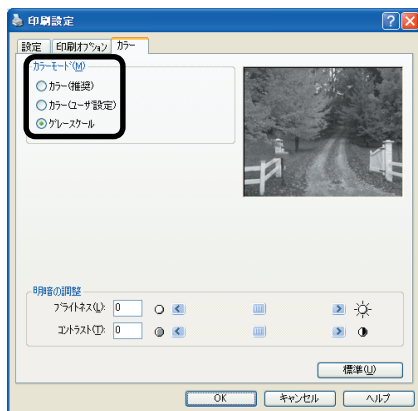 印刷設定
設定 印刷オプション カラー
カラーモード(M)
カラー(推奨)
カラー(ユーザ設定)
グレースケール
明暗の調整
ブライトネス(L): 0
コントラスト(T): 0
標準(U)
OK キャンセル ヘルプ